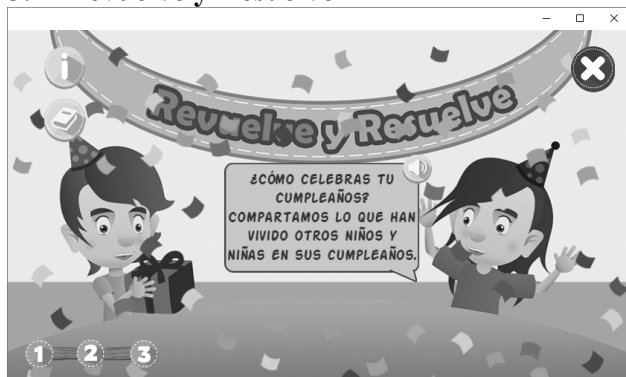 Revuelve y Resuelve
¿CÓMO CELEBRAS TU
CUMPLEAÑOS?
COMPARTAMOS LO QUE HAN
VIVIDO OTROS NIÑOS Y
NIÑAS EN SUS CUMPLEAÑOS.
1 2 3